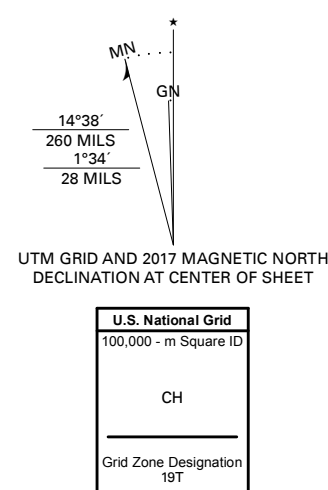 ★
MN
GN
14°38´
260 MILS
1°34´
28 MILS
UTM GRID AND 2017 MAGNETIC NORTH
DECLINATION AT CENTER OF SHEET
U.S. National Grid
100,000 - m Square ID
CH
Grid Zone Designation
19T